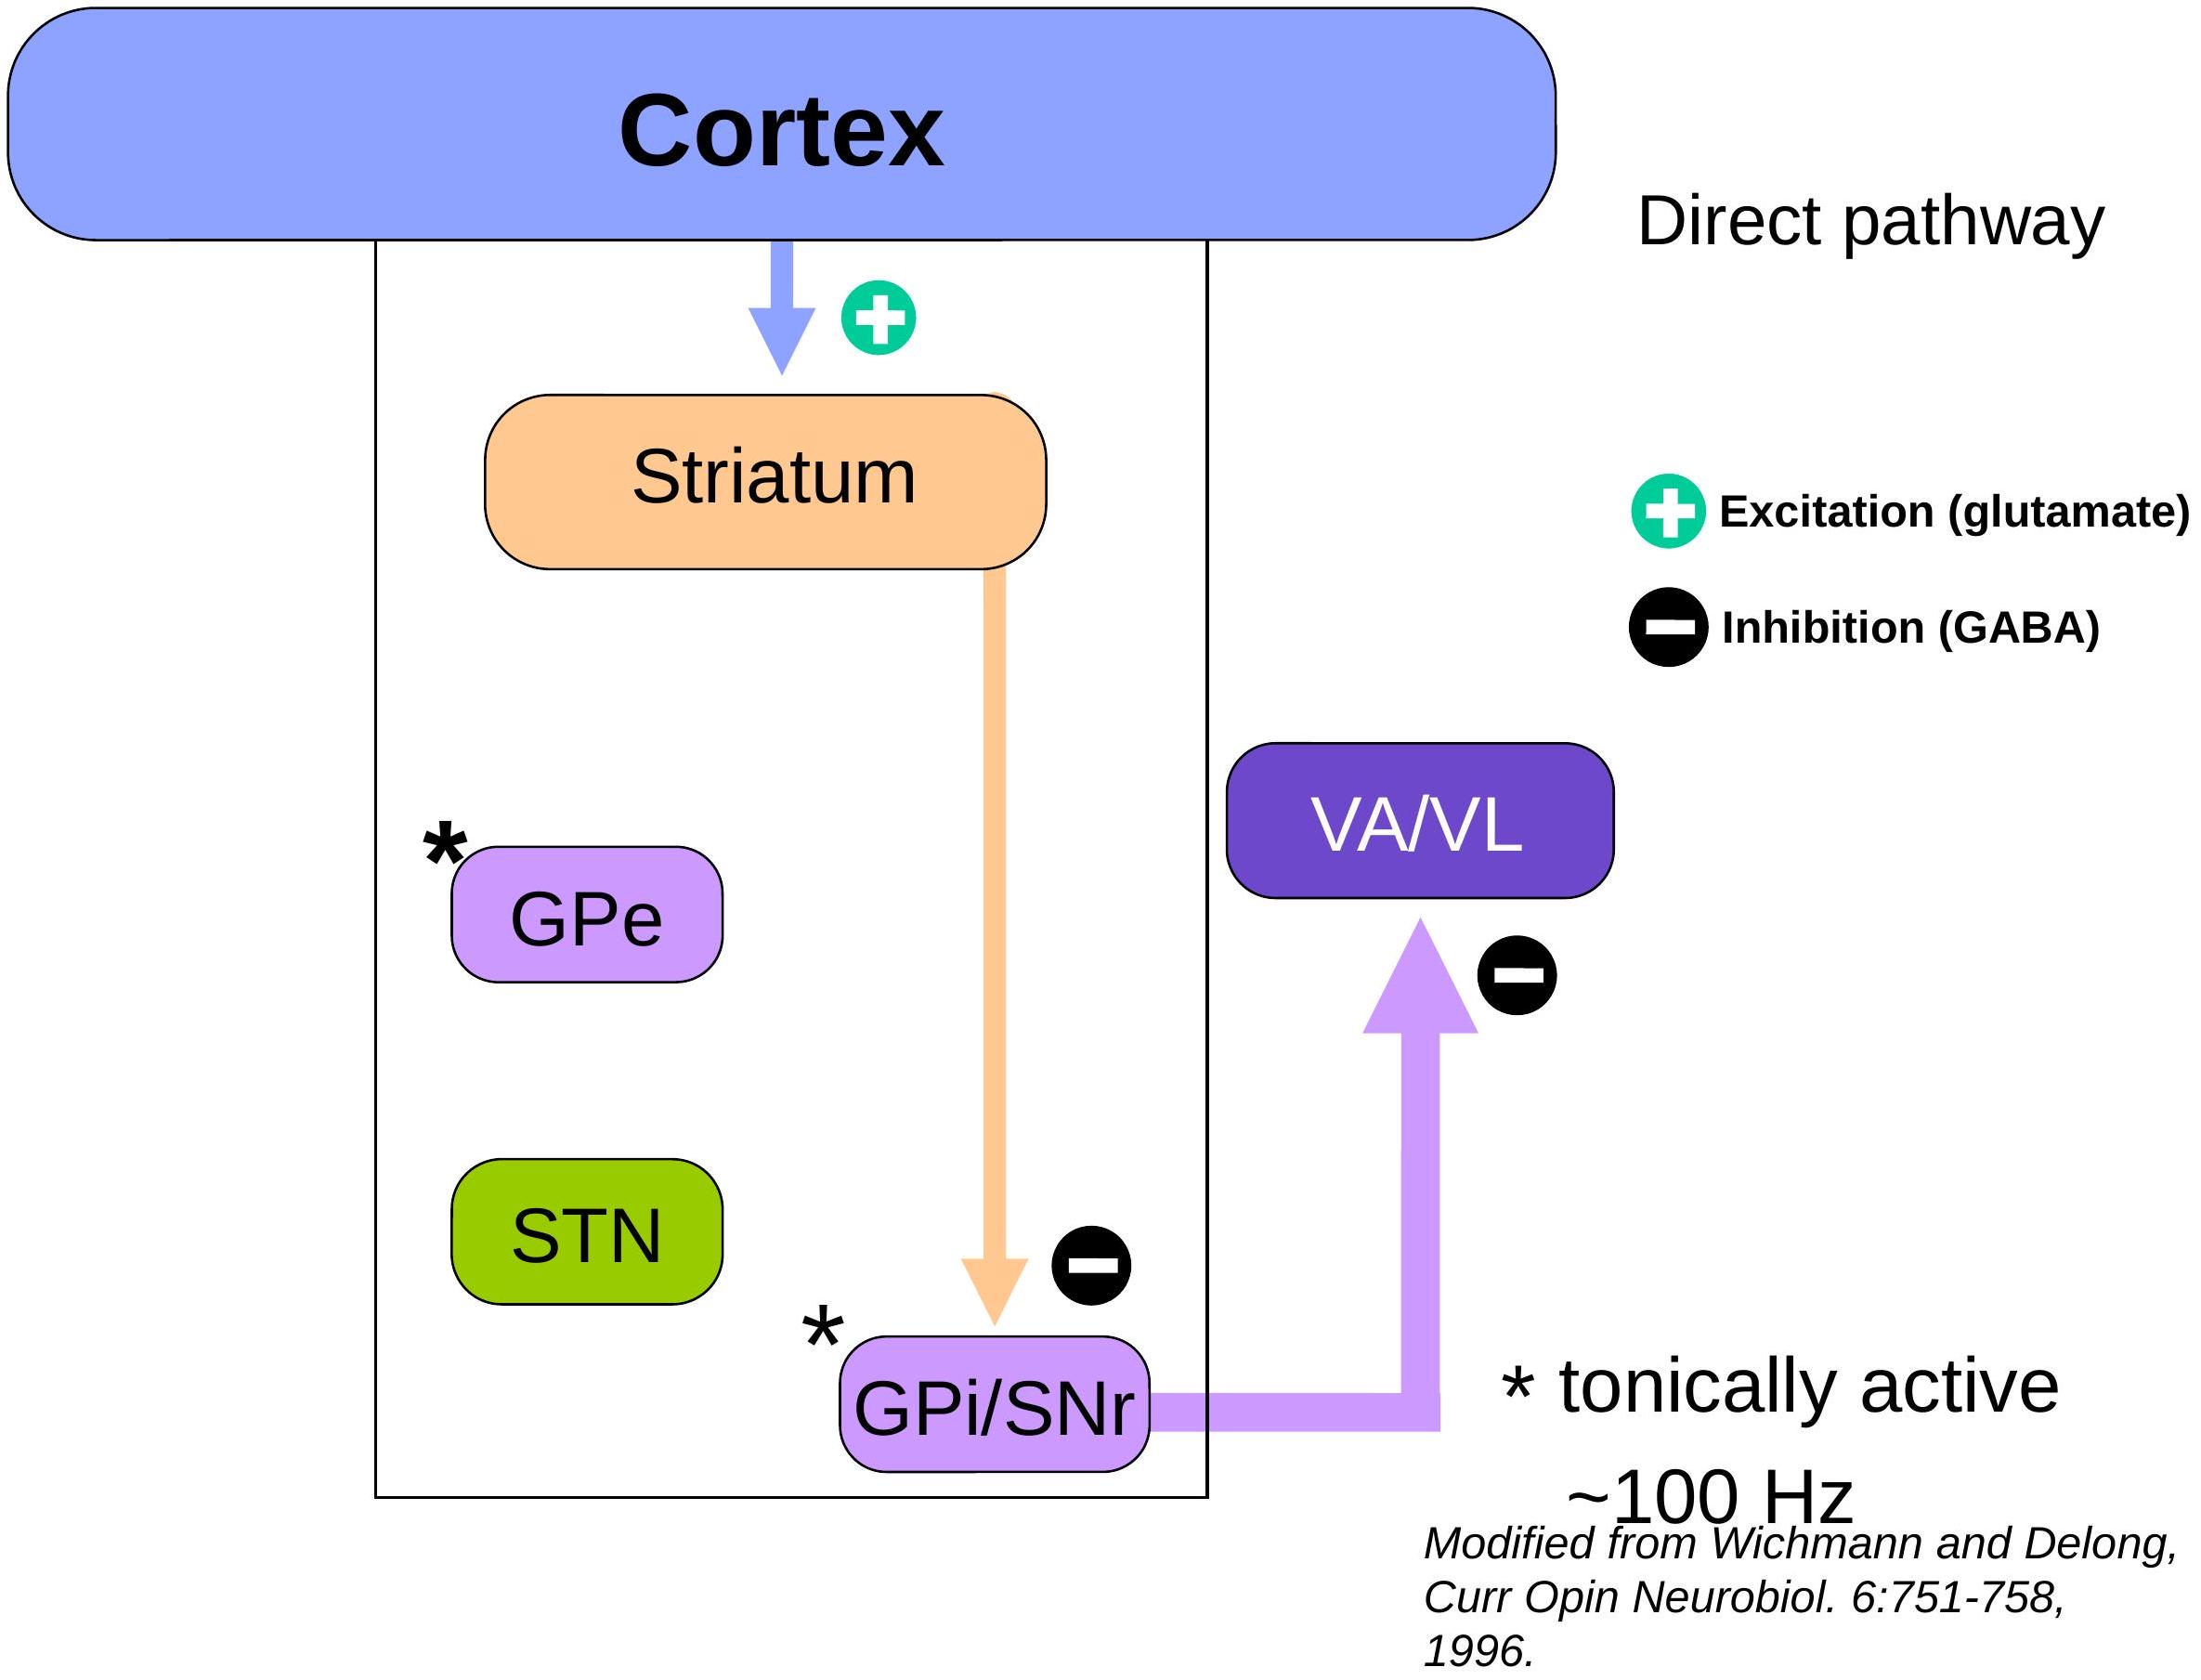 Cortex
Direct pathway
Striatum
Excitation (glutamate)
Inhibition (GABA)
VA/VL
*
GPe
STN
*
GPi/SNr
* tonically active
~100 Hz
Modified from Wichmann and Delong,
Curr Opin Neurobiol. 6:751-758,
1996.